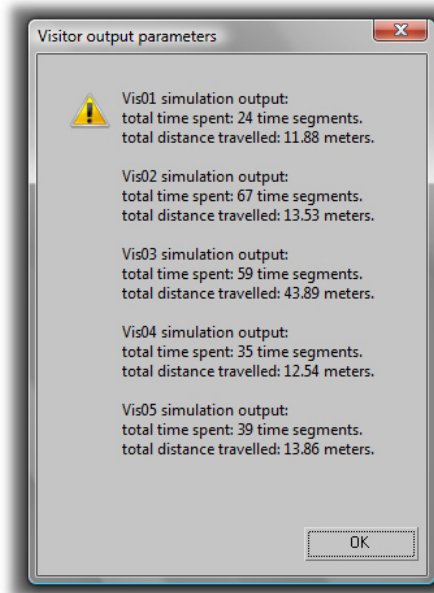 Visitor output parameters
Vis01 simulation output:
total time spent: 24 time segments.
total distance travelled: 11.88 meters.
Vis02 simulation output:
total time spent: 67 time segments.
total distance travelled: 13.53 meters.
Vis03 simulation output:
total time spent: 59 time segments.
total distance travelled: 43.89 meters.
Vis04 simulation output:
total time spent: 35 time segments.
total distance travelled: 12.54 meters.
Vis05 simulation output:
total time spent: 39 time segments.
total distance travelled: 13.86 meters.
OK